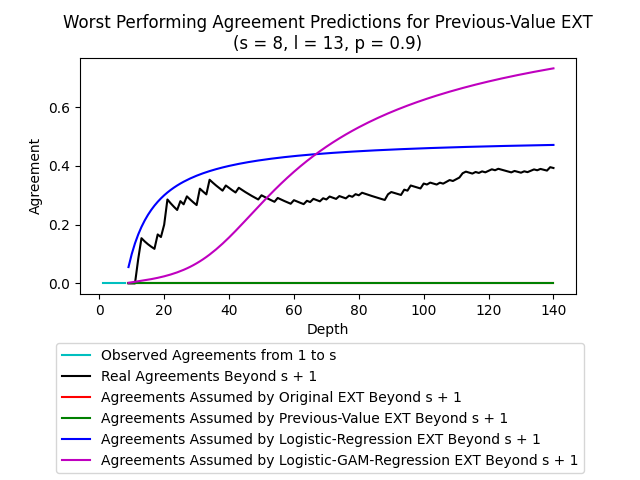 Worst Performing Agreement Predictions for Previous-Value EXT
(s = 8, l = 13, p = 0.9)
0.6
0.4
0.2
0.0
Agreement
0 20 40 60 80 100 120 140
Depth
Observed Agreements from 1 to s
Real Agreements Beyond s + 1
Agreements Assumed by Original EXT Beyond s + 1
Agreements Assumed by Previous-Value EXT Beyond s + 1
Agreements Assumed by Logistic-Regression EXT Beyond s + 1
Agreements Assumed by Logistic-GAM-Regression EXT Beyond s + 1